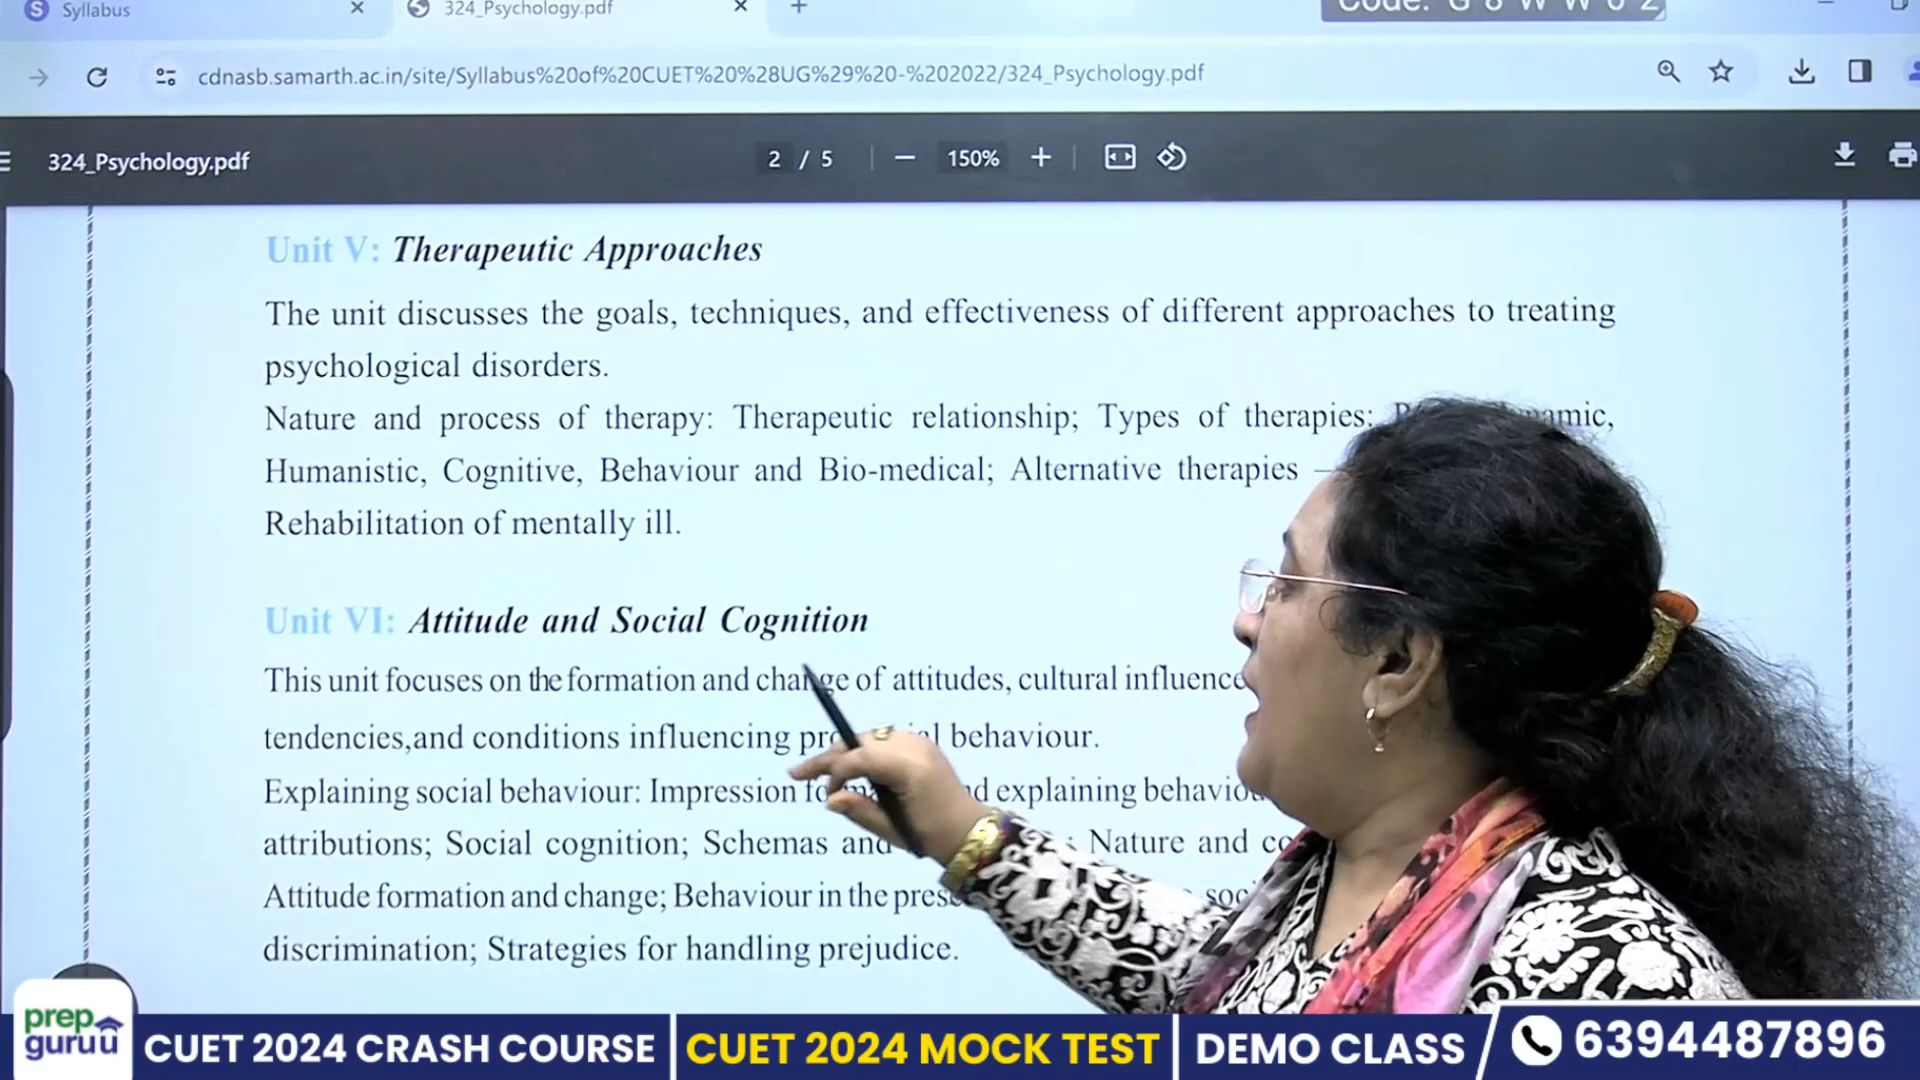 Syllabus
324_Psychology.pdf
Code: G 8 W W 0 2
cdnasb.samarth.ac.in/site/Syllabus%20of%20CUET%20%28UG%29%20-%202022/324_Psychology.pdf
324_Psychology.pdf
2 / 5
150%
Unit V: Therapeutic Approaches
The unit discusses the goals, techniques, and effectiveness of different approaches to treating
psychological disorders.
Nature and process of therapy: Therapeutic relationship; Types of therapies:
Humanistic, Cognitive, Behaviour and Bio-medical; Alternative therapies –
Rehabilitation of mentally ill.
Unit VI: Attitude and Social Cognition
This unit focuses on the formation and change of attitudes, cultural influence
tendencies,and conditions influencing behaviour.
Explaining social behaviour: Impression explaining
attributions; Social cognition; Schemas and Nature and
Attitude formation and change; Behaviour in the
discrimination; Strategies for handling prejudice.
prep
guruu
CUET 2024 CRASH COURSE
CUET 2024 MOCK TEST
DEMO CLASS
6394487896